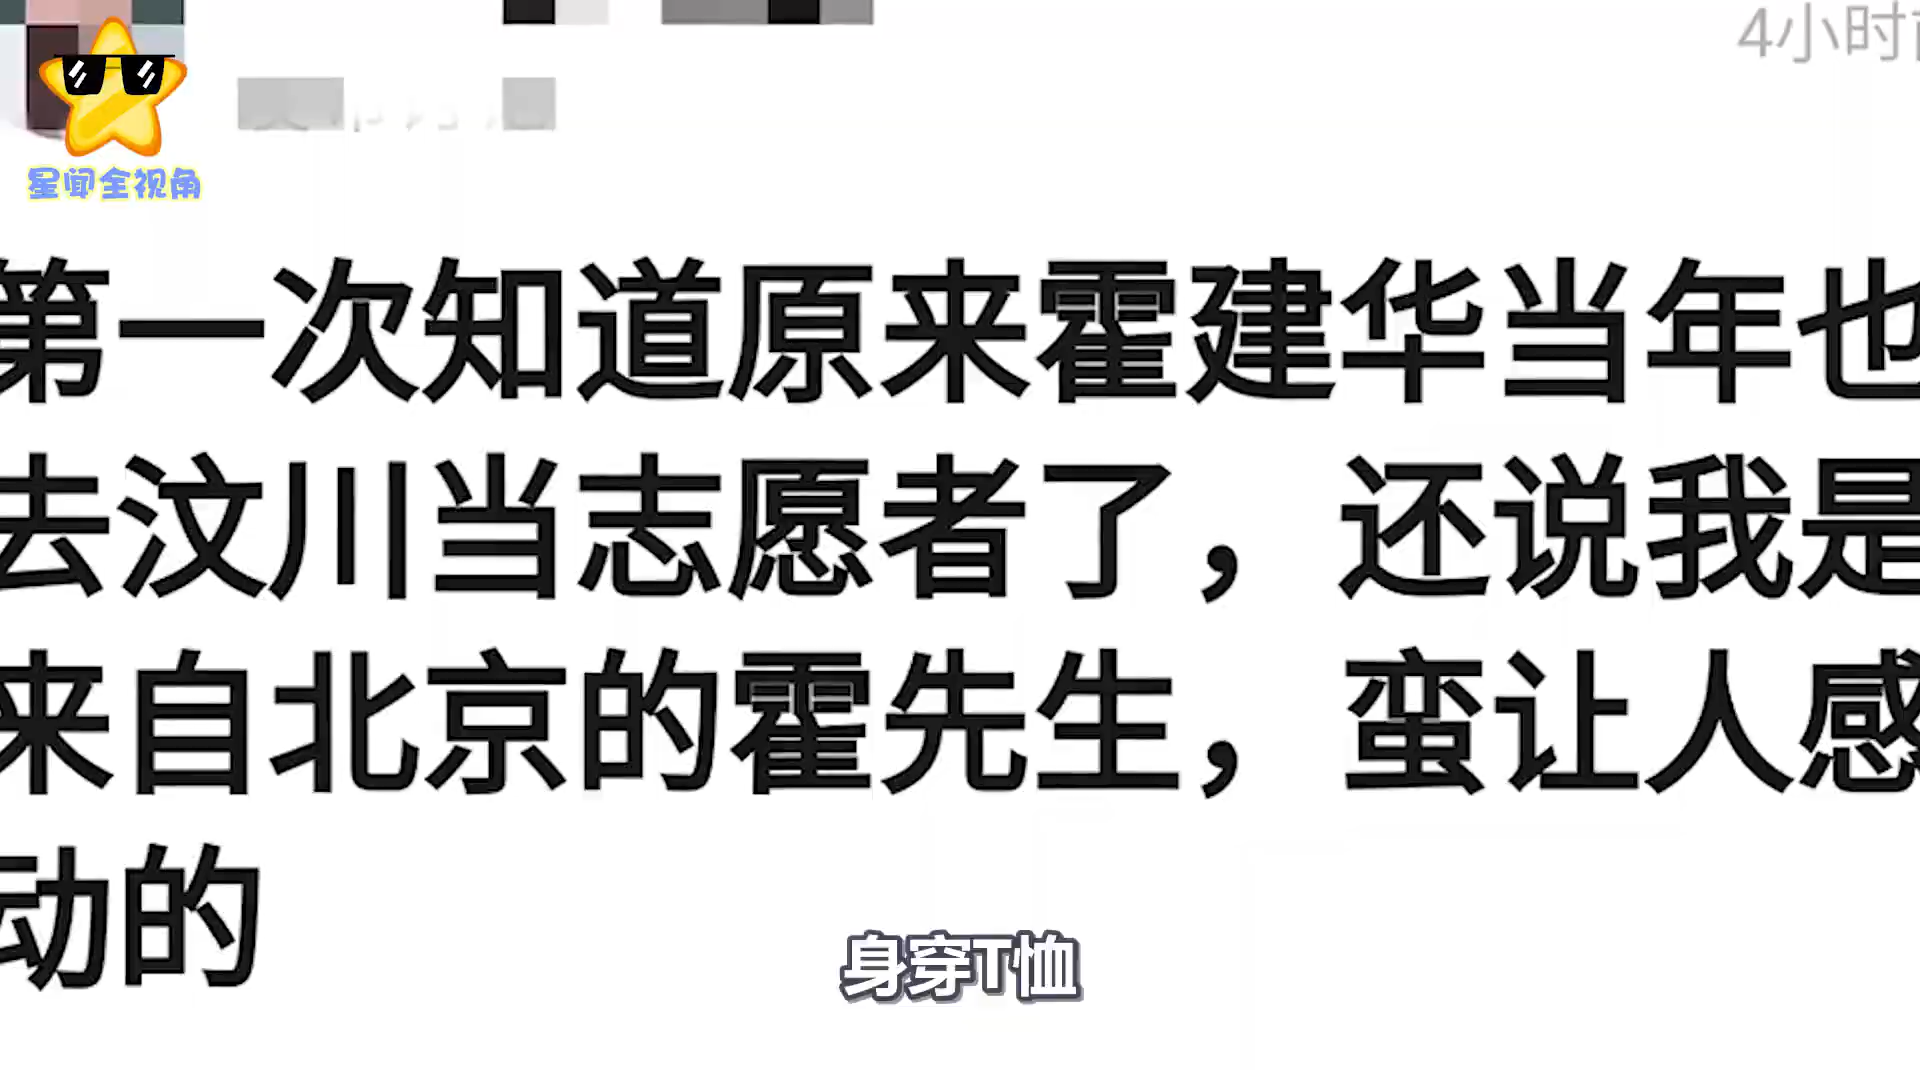 4小时前
星闻全视角
第一次知道原来霍建华当年也
去汶川当志愿者了，还说我是
来自北京的霍先生，蛮让人感
动的
身穿T恤